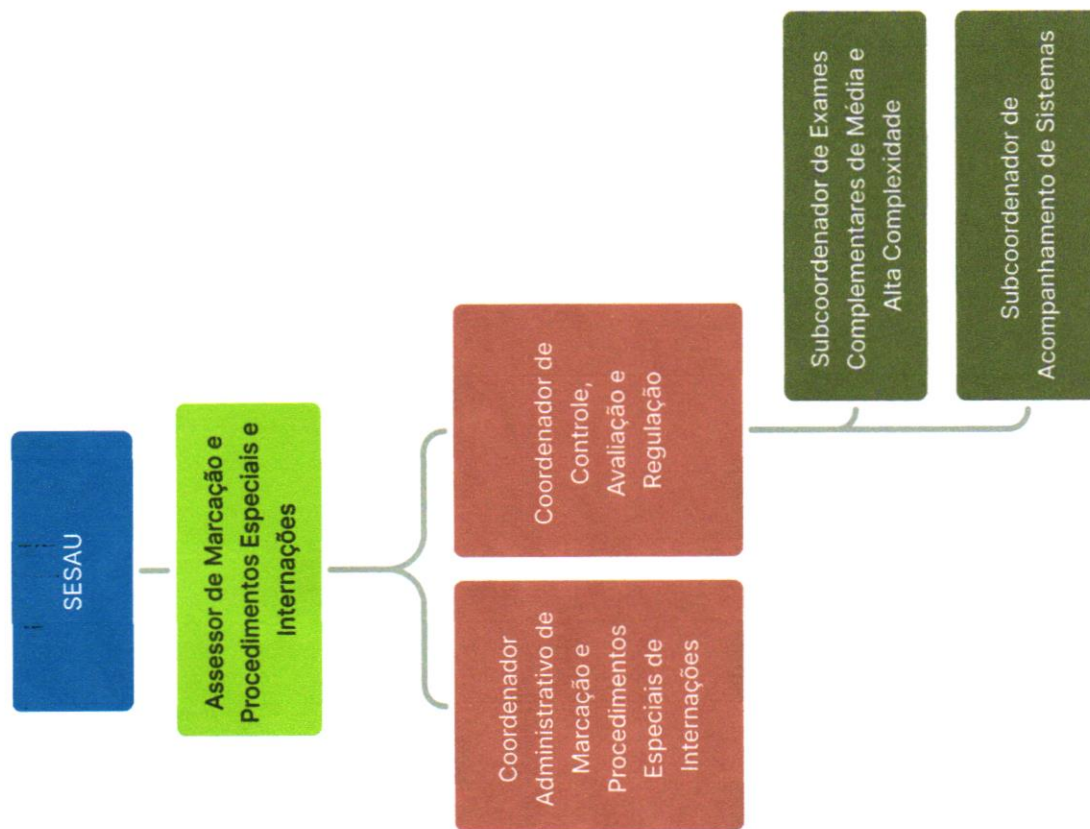 SESAU
Assessor de Marcação e
Procedimentos Especiais e
Internações
Coordenador
Administrativo de
Marcação e
Procedimentos
Especiais de
Internações
Coordenador de
Controle,
Avaliação e
Regulação
Subcoordenador de Exames
Complementares de Média e
Alta Complexidade
Subcoordenador de
Acompanhamento de Sistemas